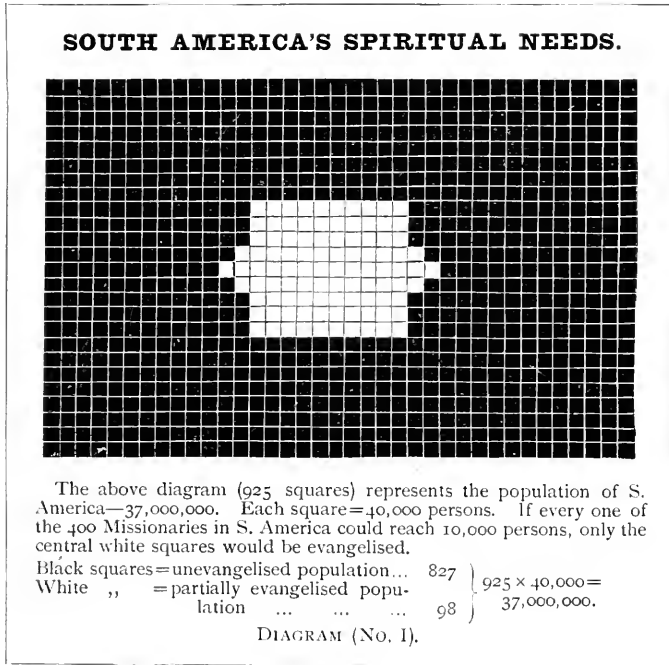 SOUTH AMERICA'S SPIRITUAL NEEDS.
The above diagram (925 squares) represents the population of S.
America—37,000,000. Each square=40,000 persons. If every one of
the 400 Missionaries in S. America could reach 10,000 persons, only the
central white squares would be evangelised.
Black squares=unevangelised population... 827
White ,, =partially evangelised popu-
lation ... ... ... 98
925 × 40,000=
37,000,000.
DIAGRAM (No. I).